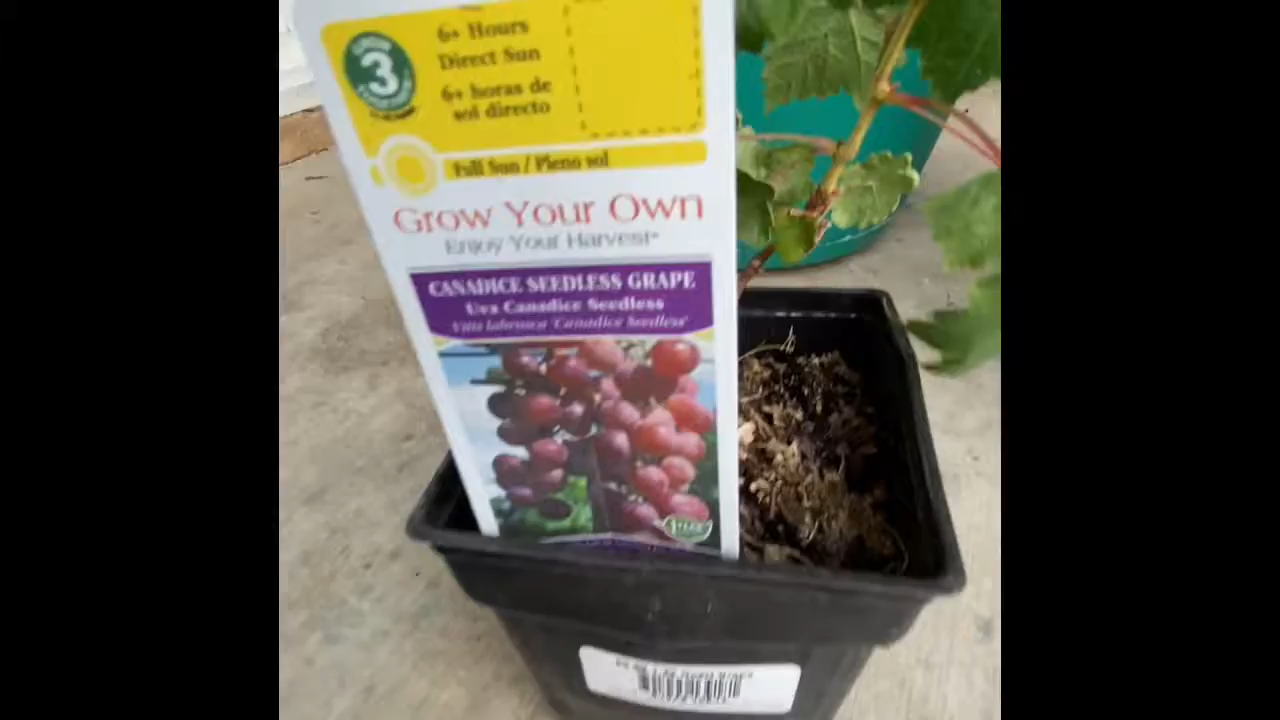 6+ Hours
Direct Sun
6+ horas de
sol directo
3
Full Sun / Pleno sol
Grow Your Own
Enjoy Your Harvest
CANADICE SEEDLESS GRAPE
Uva Canadice Seedless
Vitis labrusca 'Canadice Seedless'